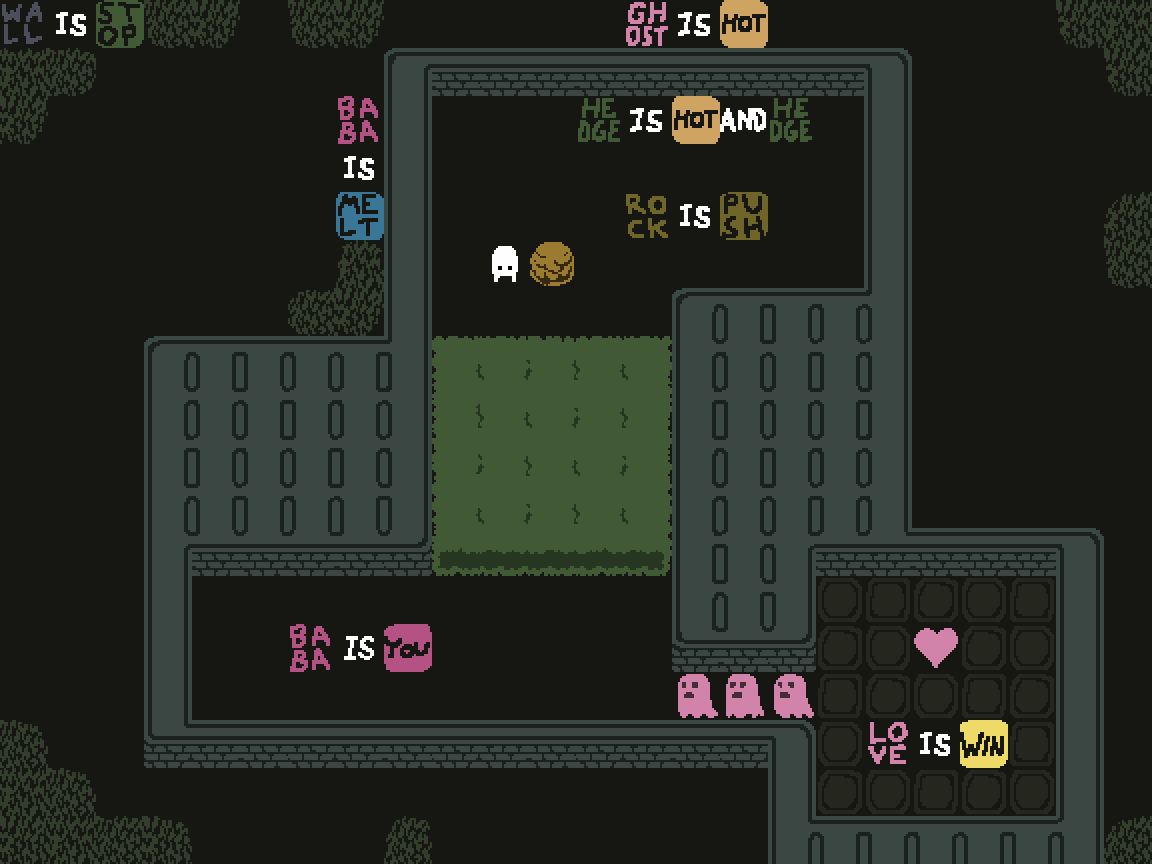 WALL IS STOP
GHOST IS HOT
BABA IS MELT
HEDGE IS HOT AND HEDGE
ROCK IS PUSH
BABA IS YOU
LOVE IS WIN